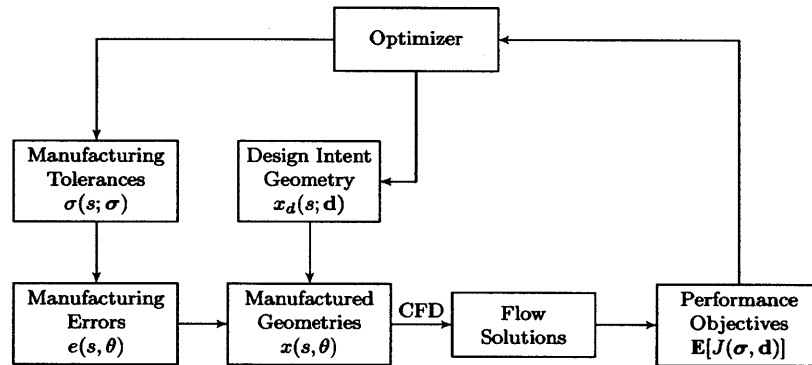 Optimizer
Manufacturing
Tolerances
σ(s; 𝝈)
Design Intent
Geometry
x_d(s; 𝐝)
Manufacturing
Errors
e(s, θ)
Manufactured
Geometries
x(s, θ)
CFD
Flow
Solutions
Performance
Objectives
𝐄[J(𝝈, 𝐝)]